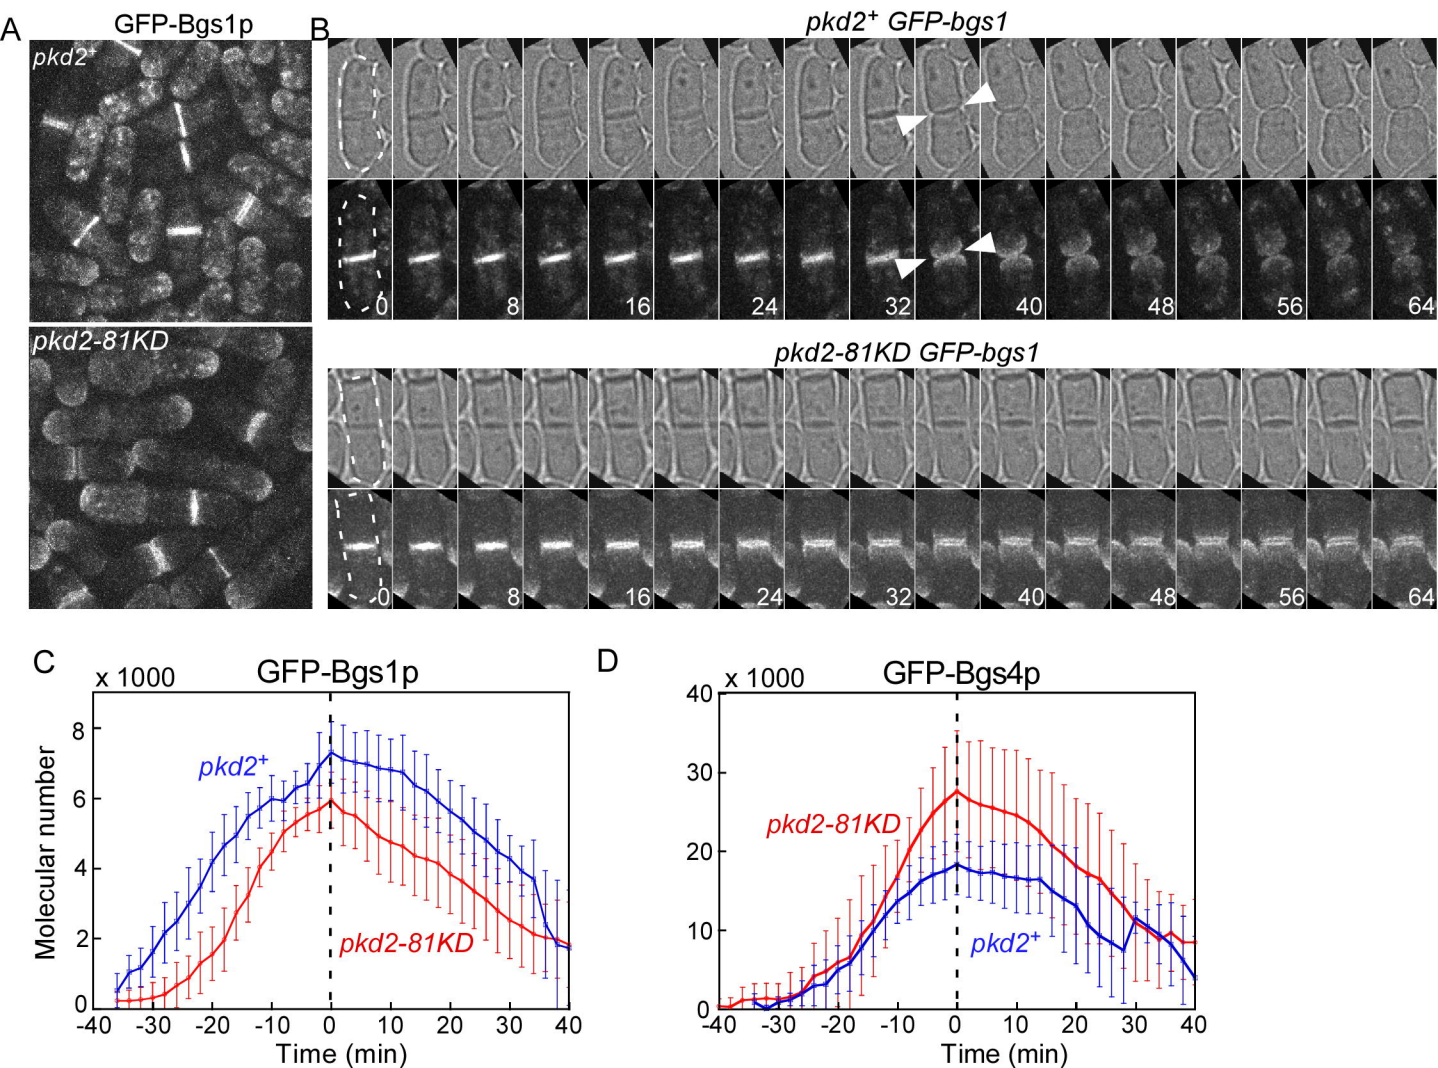 A
GFP-Bgs1p
pkd2+
pkd2-81KD
B
pkd2+ GFP-bgs1
0 8 16 24 32 40 48 56 64
pkd2-81KD GFP-bgs1
0 8 16 24 32 40 48 56 64
C
x 1000
GFP-Bgs1p
Molecular number
8
6
4
2
0
pkd2+
pkd2-81KD
-40 -30 -20 -10 0 10 20 30 40
Time (min)
D
x 1000
GFP-Bgs4p
40
30
20
10
0
pkd2-81KD
pkd2+
-40 -30 -20 -10 0 10 20 30 40
Time (min)